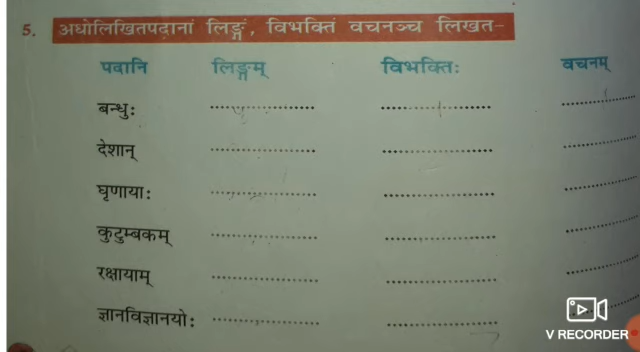 5. अधोलिखितपदानां लिङ्गं, विभक्तिं वचनञ्च लिखत-
पदानि लिङ्गम् विभक्तिः वचनम्
बन्धुः ........................ ........................ ........................
देशान् ........................ ........................ ........................
घृणायाः ........................ ........................ ........................
कुटुम्बकम् ........................ ........................ ........................
रक्षायाम् ........................ ........................ ........................
ज्ञानविज्ञानयोः ........................ ........................ ........................
V RECORDER